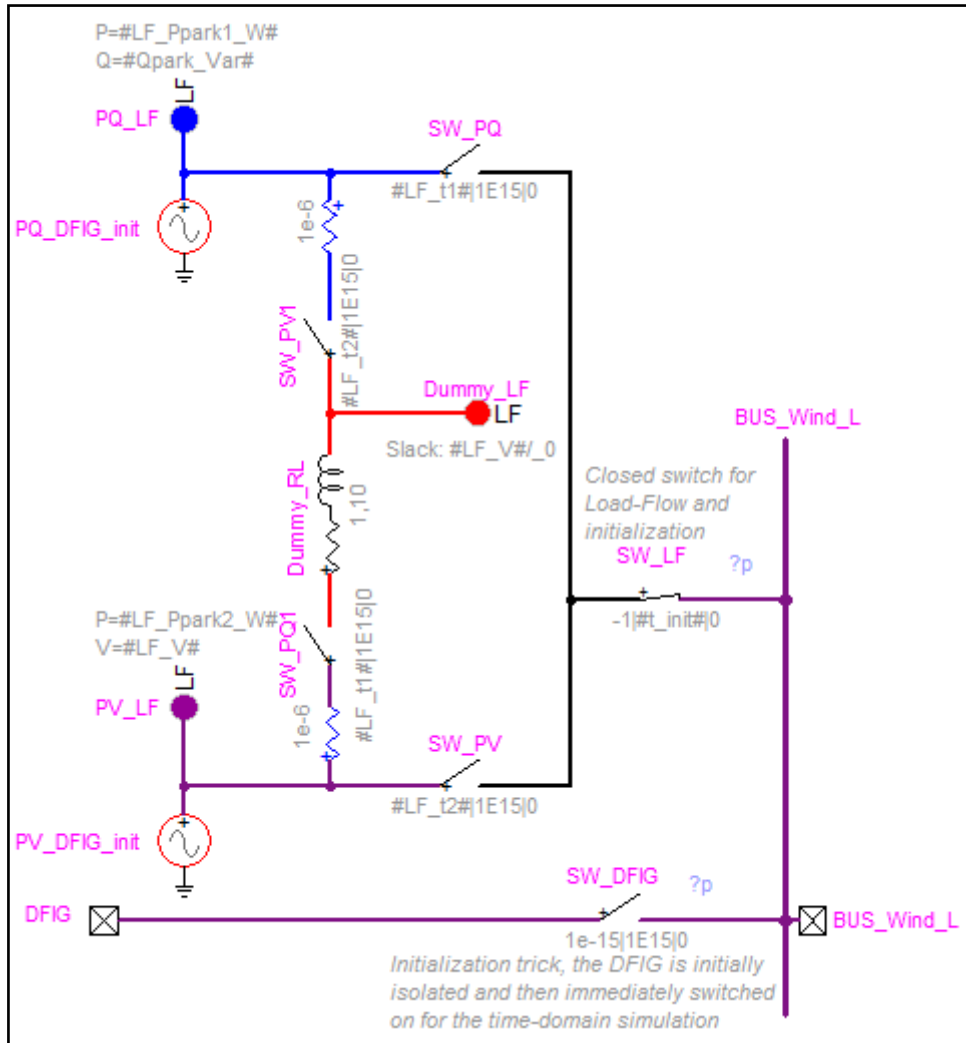 P=#LF_Ppark1_W#
Q=#Qpark_Var#
LF
PQ_LF
SW_PQ
#LF_t1#|1E15|0
PQ_DFIG_init
1e-6
SW_PV1
#LF_t2#|1E15|0
Dummy_LF
LF
Slack: #LF_V#/_0
BUS_Wind_L
Dummy_RL
1,10
Closed switch for
Load-Flow and
initialization
SW_LF
?p
-1|#t_init#|0
P=#LF_Ppark2_W#
V=#LF_V#
LF
PV_LF
SW_PQ1
#LF_t1#|1E15|0
1e-6
SW_PV
#LF_t2#|1E15|0
PV_DFIG_init
SW_DFIG
?p
DFIG
1e-15|1E15|0
BUS_Wind_L
Initialization trick, the DFIG is initially
isolated and then immediately switched
on for the time-domain simulation